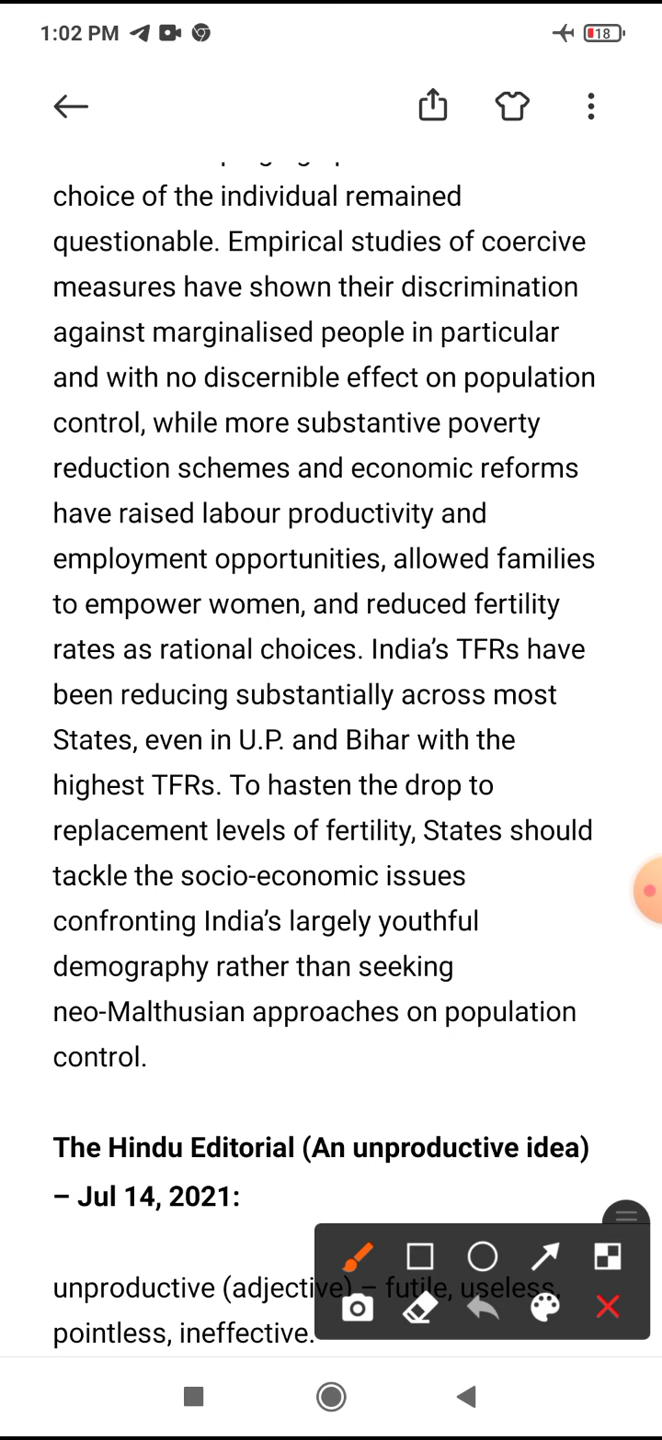 1:02 PM
18
choice of the individual remained
questionable. Empirical studies of coercive
measures have shown their discrimination
against marginalised people in particular
and with no discernible effect on population
control, while more substantive poverty
reduction schemes and economic reforms
have raised labour productivity and
employment opportunities, allowed families
to empower women, and reduced fertility
rates as rational choices. India’s TFRs have
been reducing substantially across most
States, even in U.P. and Bihar with the
highest TFRs. To hasten the drop to
replacement levels of fertility, States should
tackle the socio-economic issues
confronting India’s largely youthful
demography rather than seeking
neo-Malthusian approaches on population
control.
The Hindu Editorial (An unproductive idea)
– Jul 14, 2021:
unproductive (adjective) – futile, useless,
pointless, ineffective.